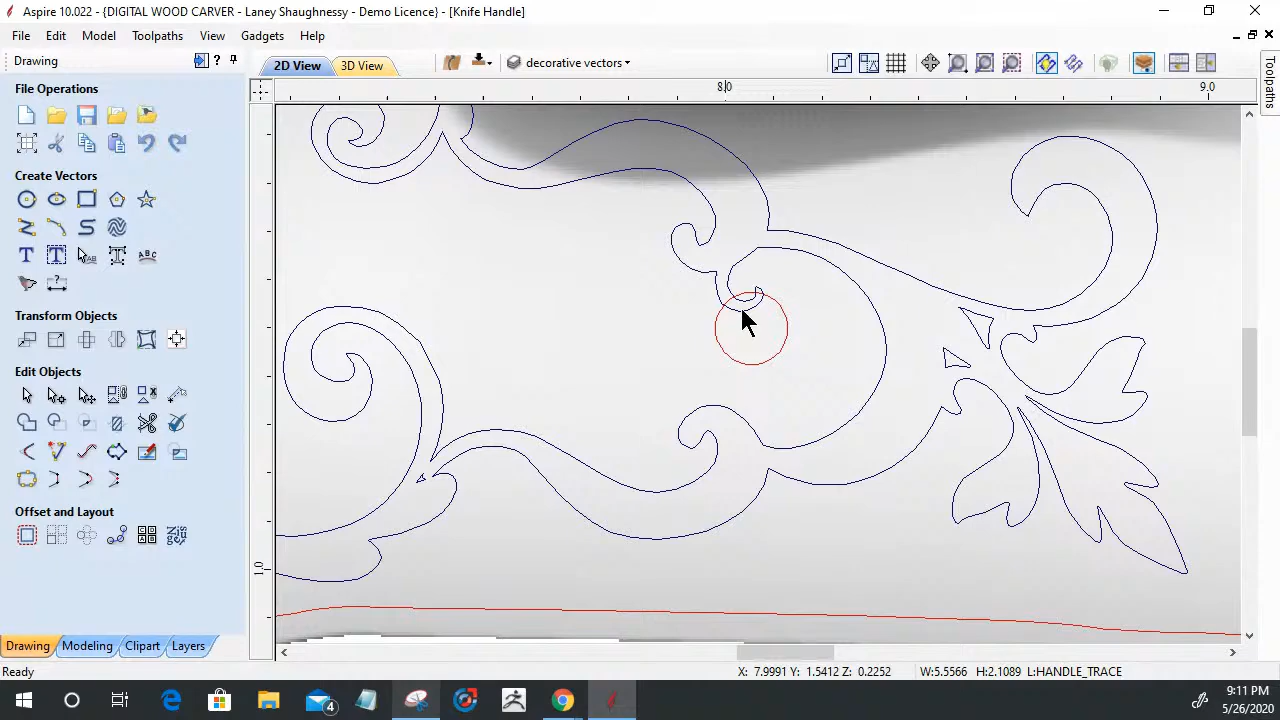 Aspire 10.022 - {DIGITAL WOOD CARVER - Laney Shaughnessy - Demo Licence} - [Knife Handle]
File Edit Model Toolpaths View Gadgets Help
Drawing
2D View 3D View decorative vectors
File Operations
8.0 9.0
Create Vectors
Transform Objects
Edit Objects
Offset and Layout
1.0
Drawing Modeling Clipart Layers
Toolpaths
Ready X: 7.9991 Y: 1.5412 Z: 0.2252 W:5.5566 H:2.1089 L:HANDLE_TRACE
4
9:11 PM
5/26/2020